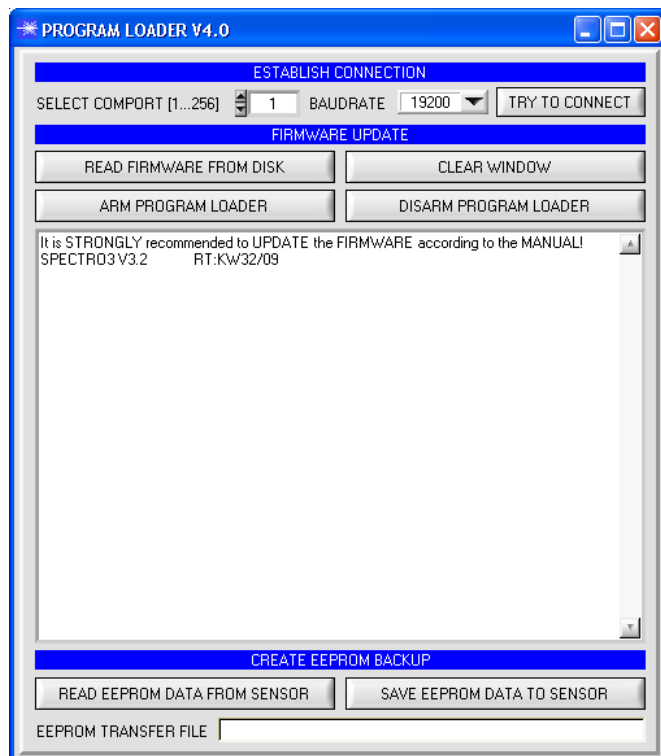 PROGRAM LOADER V4.0
ESTABLISH CONNECTION
SELECT COMPORT [1...256] 1 BAUDRATE 19200 TRY TO CONNECT
FIRMWARE UPDATE
READ FIRMWARE FROM DISK CLEAR WINDOW
ARM PROGRAM LOADER DISARM PROGRAM LOADER
It is STRONGLY recommended to UPDATE the FIRMWARE according to the MANUAL!
SPECTRO3 V3.2 RT:KW32/09
CREATE EEPROM BACKUP
READ EEPROM DATA FROM SENSOR SAVE EEPROM DATA TO SENSOR
EEPROM TRANSFER FILE